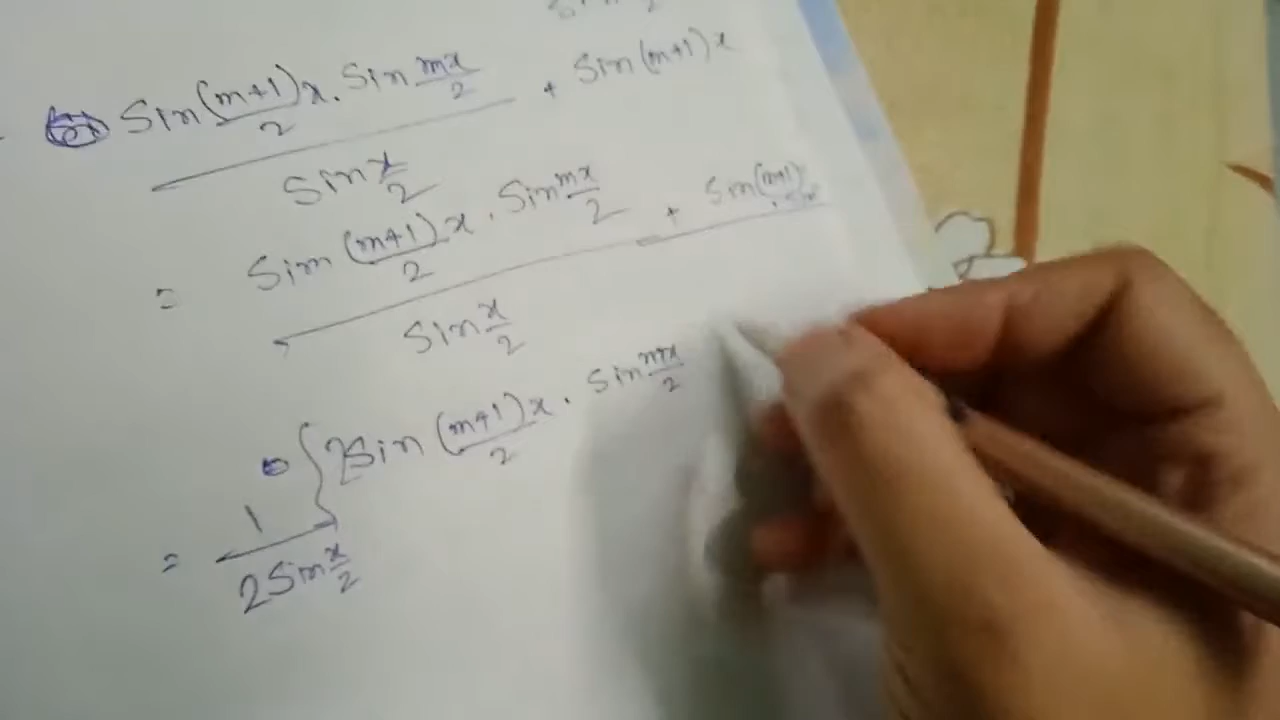 Sin (m+1)/2 x . Sin mx/2 + Sin (m+1) x
Sin x/2
= Sin (m+1)/2 x . Sin mx/2 + Sin (m+1)
Sin x/2
= 1/(2 Sin x/2) { 2Sin (m+1)/2 x . Sin mx/2